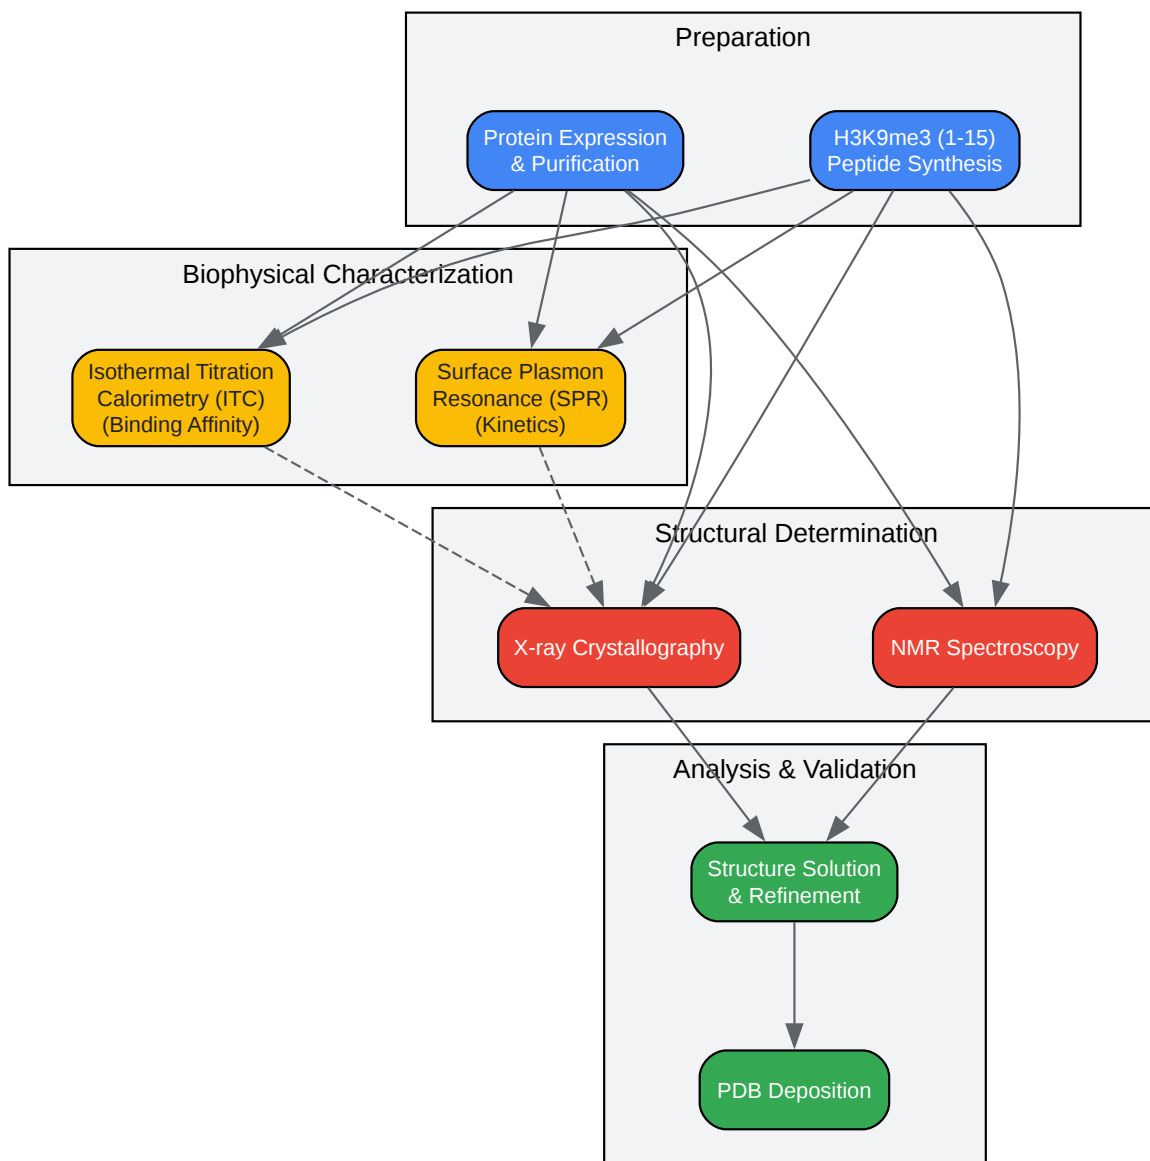 Preparation
Protein Expression
& Purification
H3K9me3 (1-15)
Peptide Synthesis
Biophysical Characterization
Isothermal Titration
Calorimetry (ITC)
(Binding Affinity)
Surface Plasmon
Resonance (SPR)
(Kinetics)
Structural Determination
X-ray Crystallography
NMR Spectroscopy
Analysis & Validation
Structure Solution
& Refinement
PDB Deposition